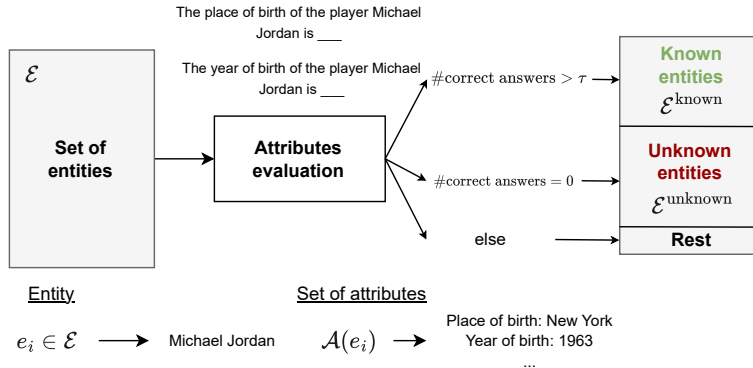 The place of birth of the player Michael
Jordan is ___
The year of birth of the player Michael
Jordan is ___
ℰ
Set of
entities
Attributes
evaluation
#correct answers > τ
#correct answers = 0
else
Known
entities
ℰ^known
Unknown
entities
ℰ^unknown
Rest
Entity
e_i ∈ ℰ
Michael Jordan
Set of attributes
𝒜(e_i)
Place of birth: New York
Year of birth: 1963
...